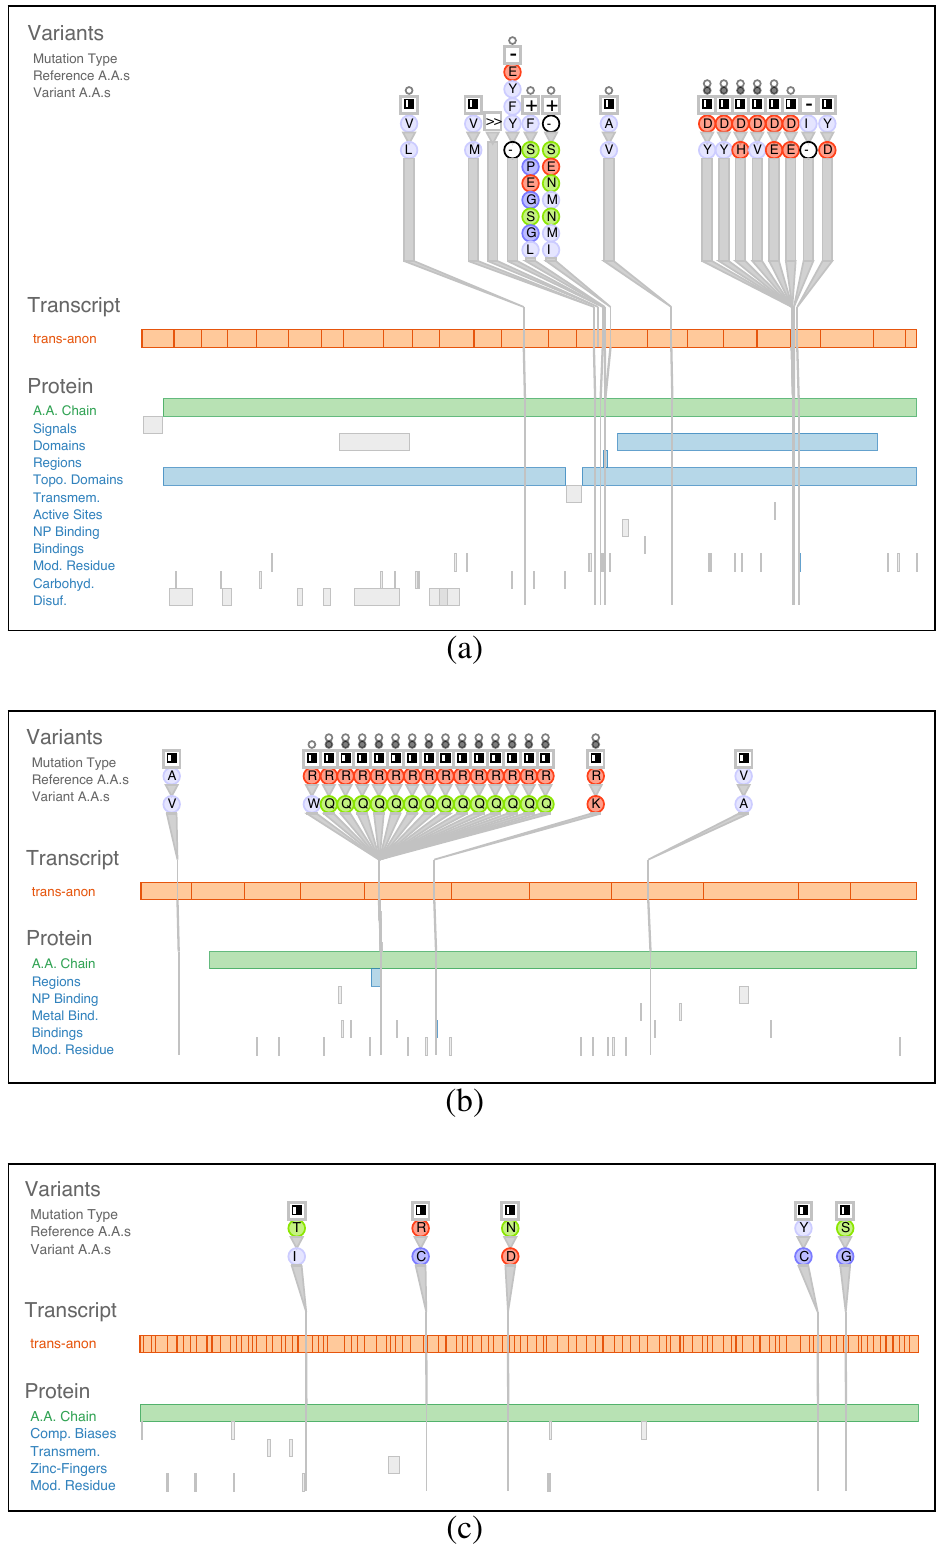 Variants
Mutation Type
Reference A.A.s
Variant A.A.s
-
E
Y
F
Y
-
+ +
V V >> F - A D D D D D D I Y
L M S S V Y Y H V E E - D
P E
E N
G M
S N
G M
L I
Transcript
trans-anon
Protein
A.A. Chain
Signals
Domains
Regions
Topo. Domains
Transmem.
Active Sites
NP Binding
Bindings
Mod. Residue
Carbohyd.
Disuf.
(a)
Variants
Mutation Type
Reference A.A.s
Variant A.A.s
A R R R R R R R R R R R R R R R R V
V W Q Q Q Q Q Q Q Q Q Q Q Q Q Q K A
Transcript
trans-anon
Protein
A.A. Chain
Regions
NP Binding
Metal Bind.
Bindings
Mod. Residue
(b)
Variants
Mutation Type
Reference A.A.s
Variant A.A.s
T R N Y S
I C D C G
Transcript
trans-anon
Protein
A.A. Chain
Comp. Biases
Transmem.
Zinc-Fingers
Mod. Residue
(c)